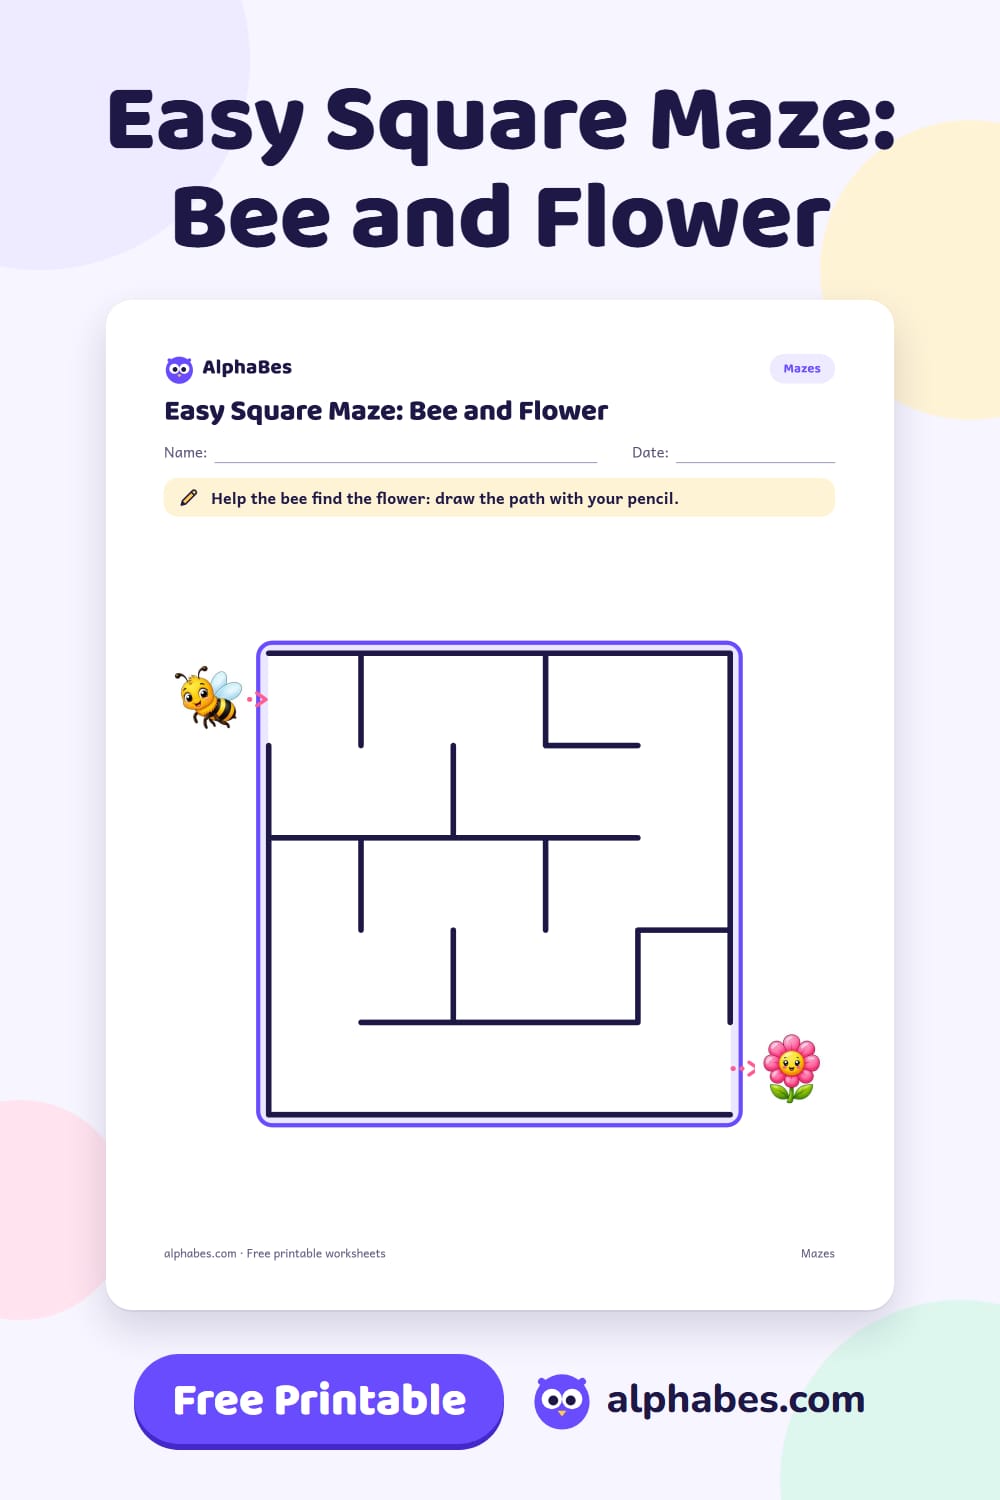 Easy Square Maze:
Bee and Flower
AlphaBes
Mazes
Easy Square Maze: Bee and Flower
Name:
Date:
Help the bee find the flower: draw the path with your pencil.
alphabes.com · Free printable worksheets
Mazes
Free Printable
alphabes.com